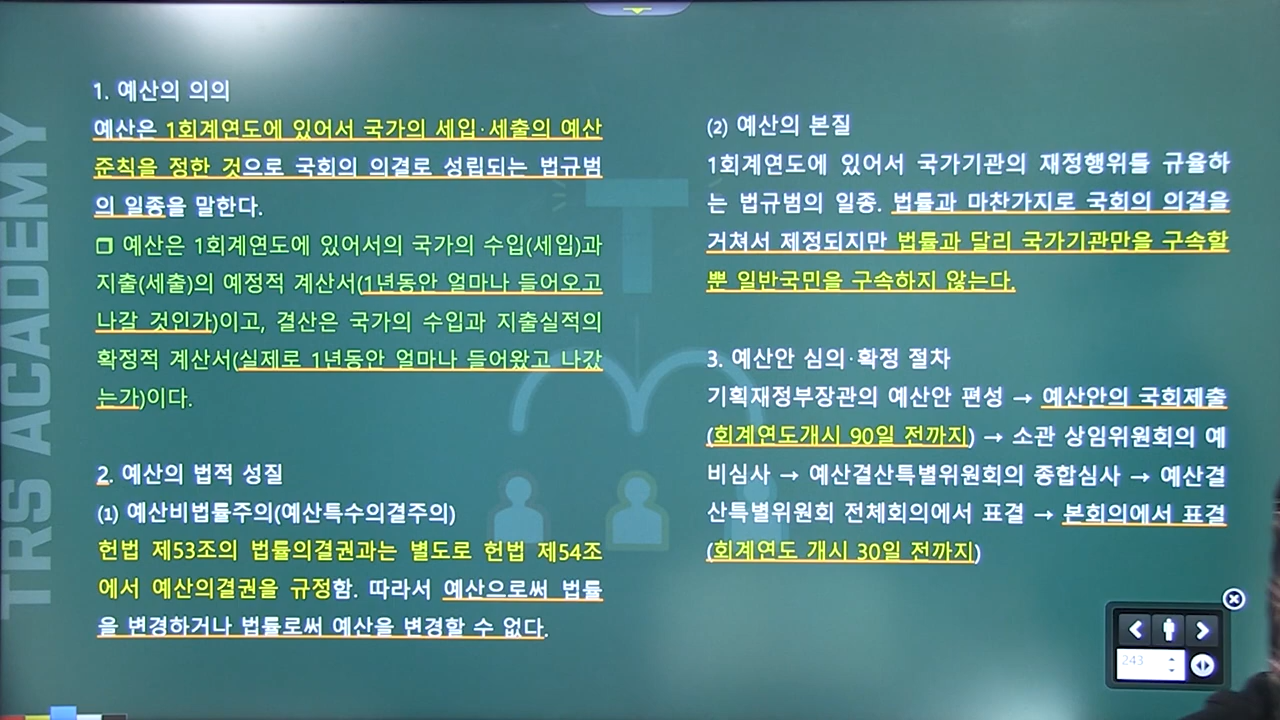 TRS ACADEMY
1. 예산의 의의
예산은 1회계연도에 있어서 국가의 세입·세출의 예산
준칙을 정한 것으로 국회의 의결로 성립되는 법규범
의 일종을 말한다.
❒ 예산은 1회계연도에 있어서의 국가의 수입(세입)과
지출(세출)의 예정적 계산서(1년동안 얼마나 들어오고
나갈 것인가)이고, 결산은 국가의 수입과 지출실적의
확정적 계산서(실제로 1년동안 얼마나 들어왔고 나갔
는가)이다.
2. 예산의 법적 성질
(1) 예산비법률주의(예산특수의결주의)
헌법 제53조의 법률의결권과는 별도로 헌법 제54조
에서 예산의결권을 규정함. 따라서 예산으로써 법률
을 변경하거나 법률로써 예산을 변경할 수 없다.
(2) 예산의 본질
1회계연도에 있어서 국가기관의 재정행위를 규율하
는 법규범의 일종. 법률과 마찬가지로 국회의 의결을
거쳐서 제정되지만 법률과 달리 국가기관만을 구속할
뿐 일반국민을 구속하지 않는다.
3. 예산안 심의·확정 절차
기획재정부장관의 예산안 편성 → 예산안의 국회제출
(회계연도개시 90일 전까지) → 소관 상임위원회의 예
비심사 → 예산결산특별위원회의 종합심사 → 예산결
산특별위원회 전체회의에서 표결 → 본회의에서 표결
(회계연도 개시 30일 전까지)
243